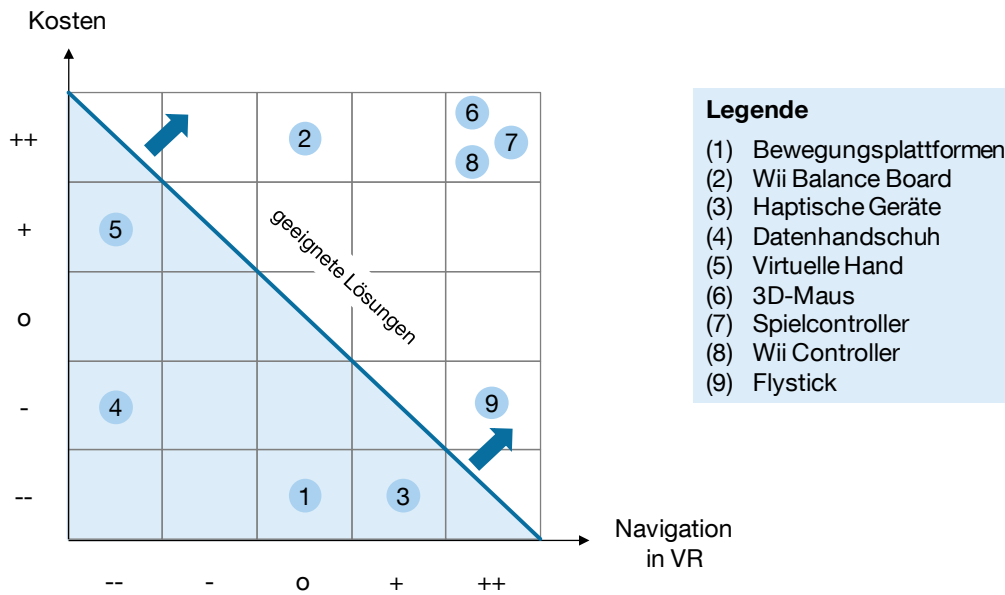 Kosten
++
+
o
-
--
2
6
7
8
5
geeignete Lösungen
4
9
1
3
-- - o + ++
Navigation
in VR
Legende
(1) Bewegungsplattformen
(2) Wii Balance Board
(3) Haptische Geräte
(4) Datenhandschuh
(5) Virtuelle Hand
(6) 3D-Maus
(7) Spielcontroller
(8) Wii Controller
(9) Flystick